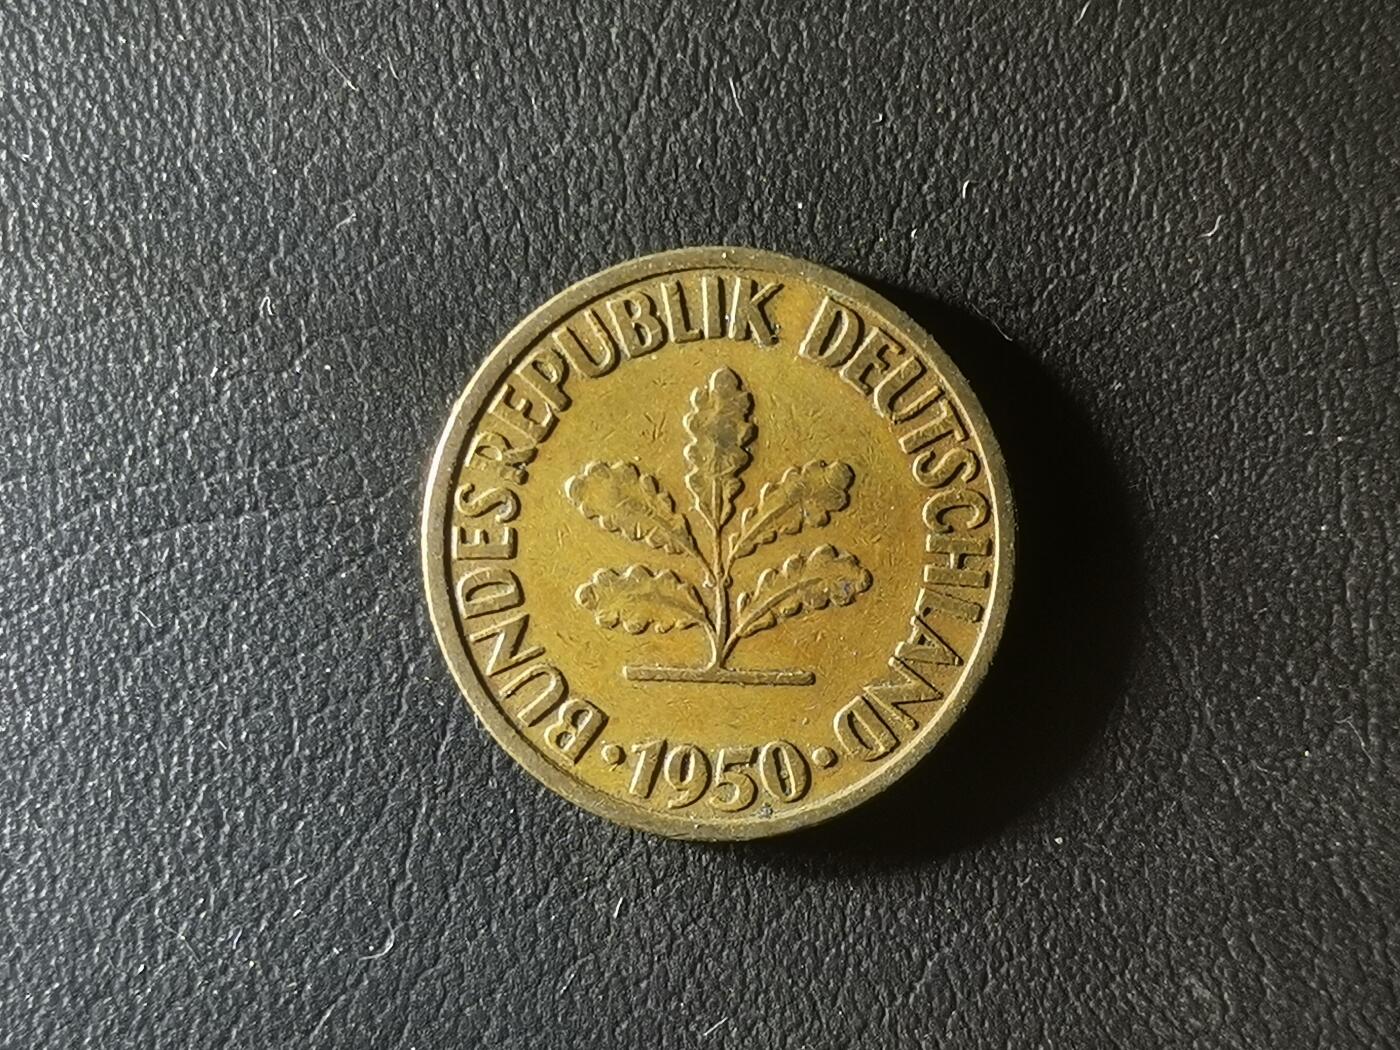 BUNDESREPUBLIK DEUTSCHLAND
·1950·